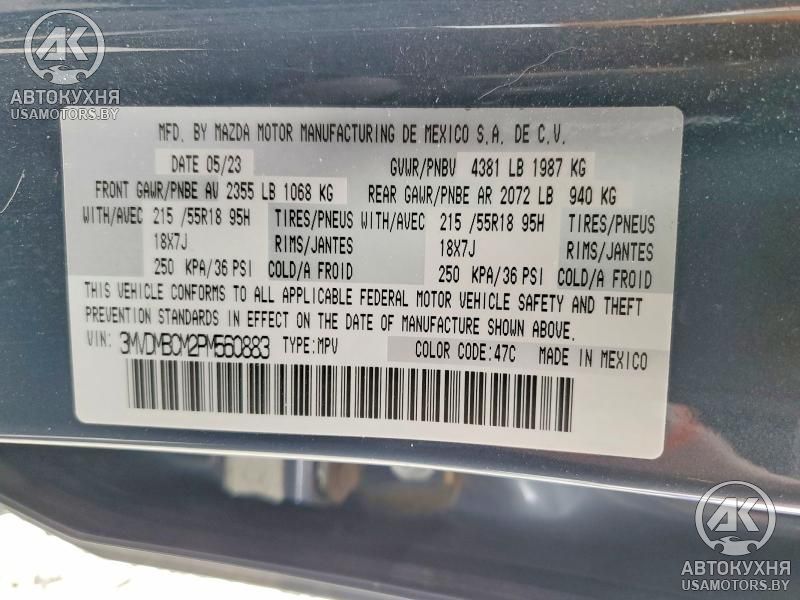 AK
АВТОКУХНЯ
USAMOTORS.BY
MFD. BY MAZDA MOTOR MANUFACTURING DE MEXICO S.A. DE C.V.
DATE 05/23 GVWR/PNBV 4381 LB 1987 KG
FRONT GAWR/PNBE AV 2355 LB 1068 KG REAR GAWR/PNBE AR 2072 LB 940 KG
WITH/AVEC 215 /55R18 95H TIRES/PNEUS WITH/AVEC 215 /55R18 95H TIRES/PNEUS
18X7J RIMS/JANTES 18X7J RIMS/JANTES
250 KPA/36 PSI COLD/A FROID 250 KPA/36 PSI COLD/A FROID
THIS VEHICLE CONFORMS TO ALL APPLICABLE FEDERAL MOTOR VEHICLE SAFETY AND THEFT
PREVENTION STANDARDS IN EFFECT ON THE DATE OF MANUFACTURE SHOWN ABOVE.
VIN: 3MVDMBCM2PM560883 TYPE:MPV COLOR CODE:47C MADE IN MEXICO
AK
АВТОКУХНЯ
USAMOTORS.BY